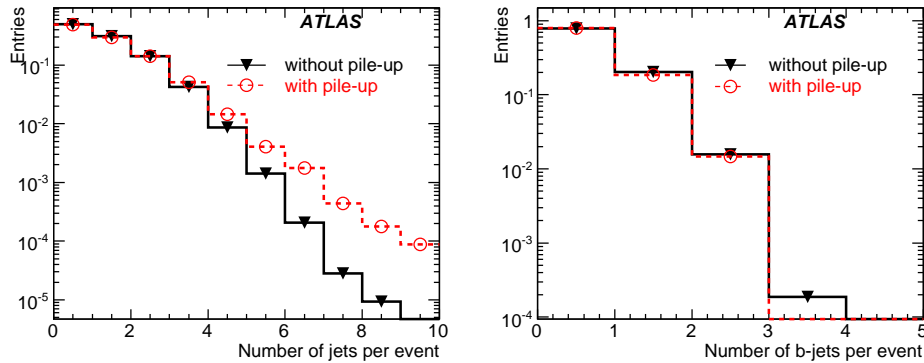 Entries
ATLAS
without pile-up
with pile-up
10^-1
10^-2
10^-3
10^-4
10^-5
0 2 4 6 8 10
Number of jets per event
Entries
ATLAS
without pile-up
with pile-up
1
10^-1
10^-2
10^-3
10^-4
0 1 2 3 4 5
Number of b-jets per event